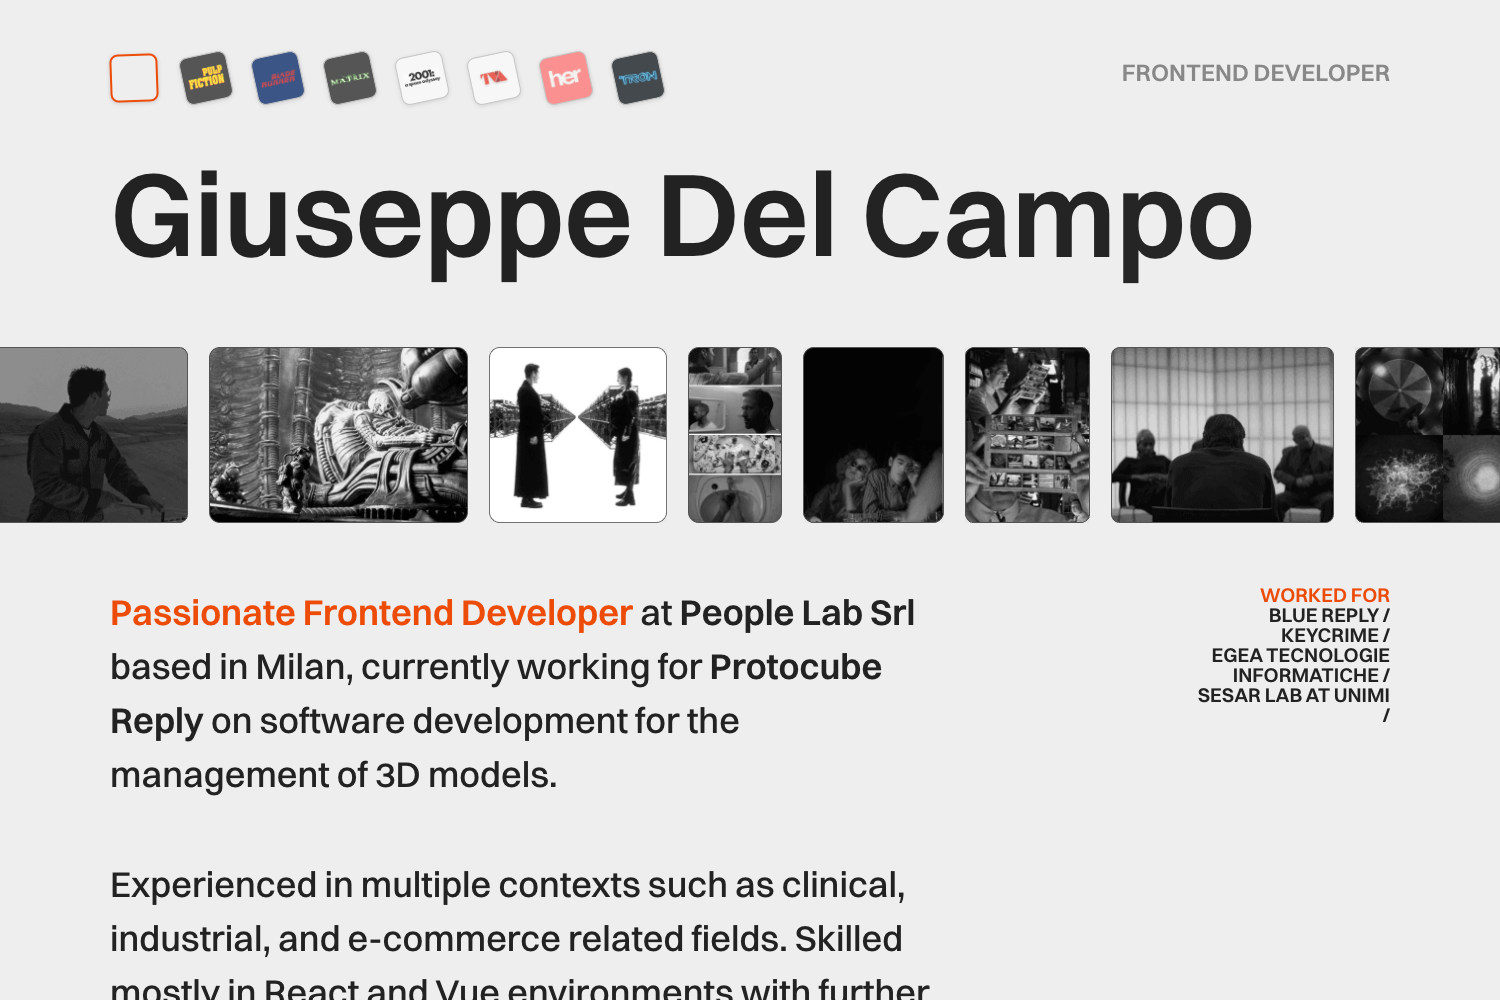 PULP
FICTION
BLADE
RUNNER
MATRIX
2001:
a space odyssey
TVA
her
TRON
FRONTEND DEVELOPER
Giuseppe Del Campo
Passionate Frontend Developer at People Lab Srl
based in Milan, currently working for Protocube
Reply on software development for the
management of 3D models.
WORKED FOR
BLUE REPLY /
KEYCRIME /
EGEA TECNOLOGIE
INFORMATICHE /
SESAR LAB AT UNIMI
/
Experienced in multiple contexts such as clinical,
industrial, and e-commerce related fields. Skilled
mostly in React and Vue environments with further